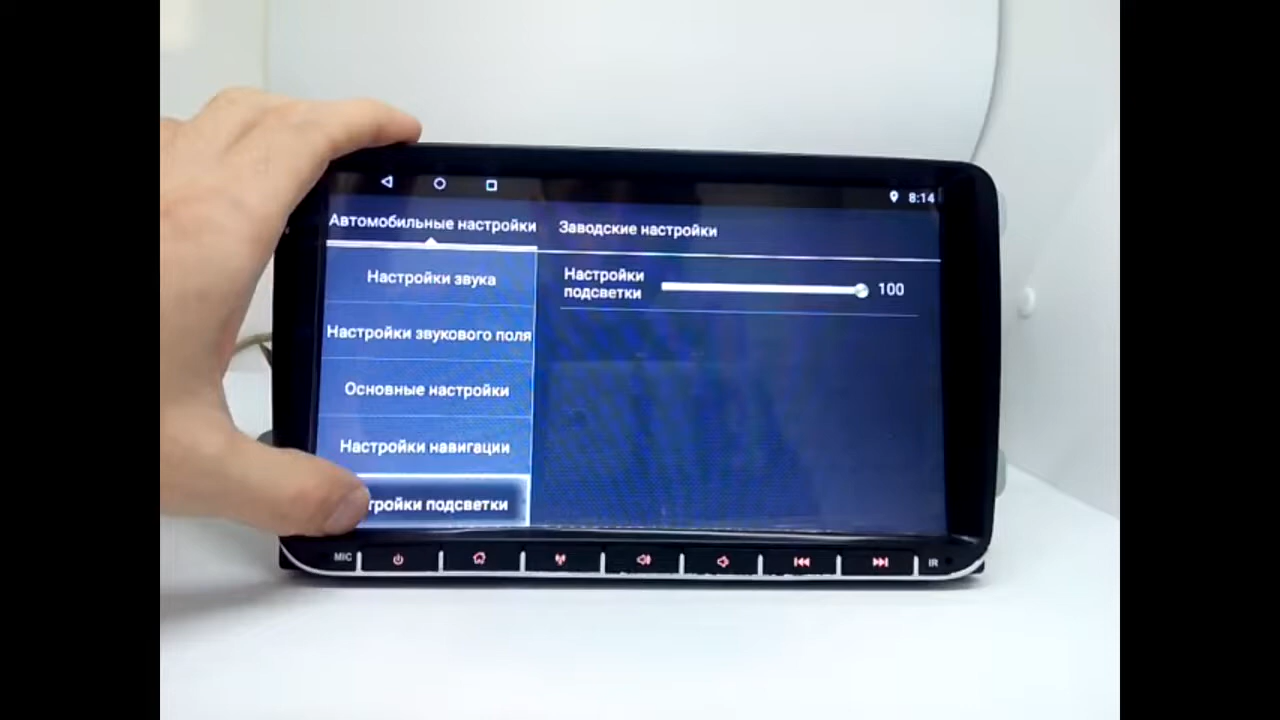 8:14
Автомобильные настройки
Заводские настройки
Настройки звука
Настройки
подсветки
100
Настройки звукового поля
Основные настройки
Настройки навигации
тройки подсветки
MIC
IR